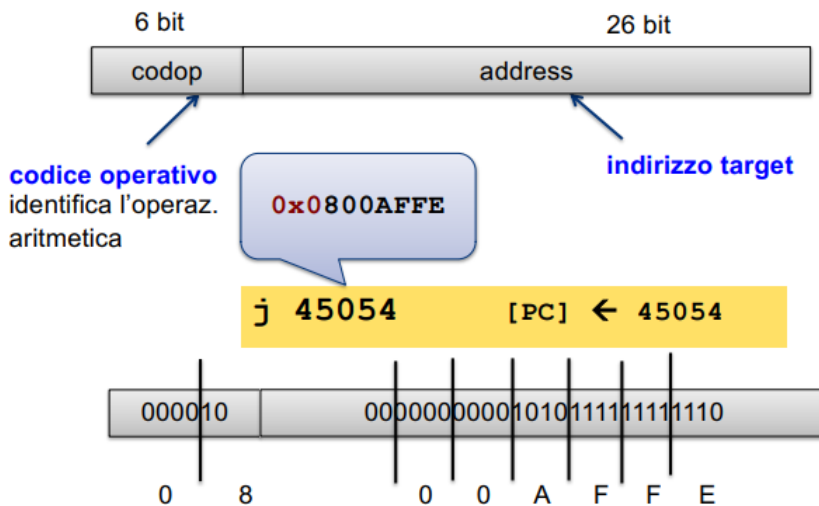 6 bit 26 bit
codop address
codice operativo
identifica l'operaz.
aritmetica
indirizzo target
0x0800AFFE
j 45054 [PC] ← 45054
000010 00000000001010111111111110
0 8 0 0 A F F E